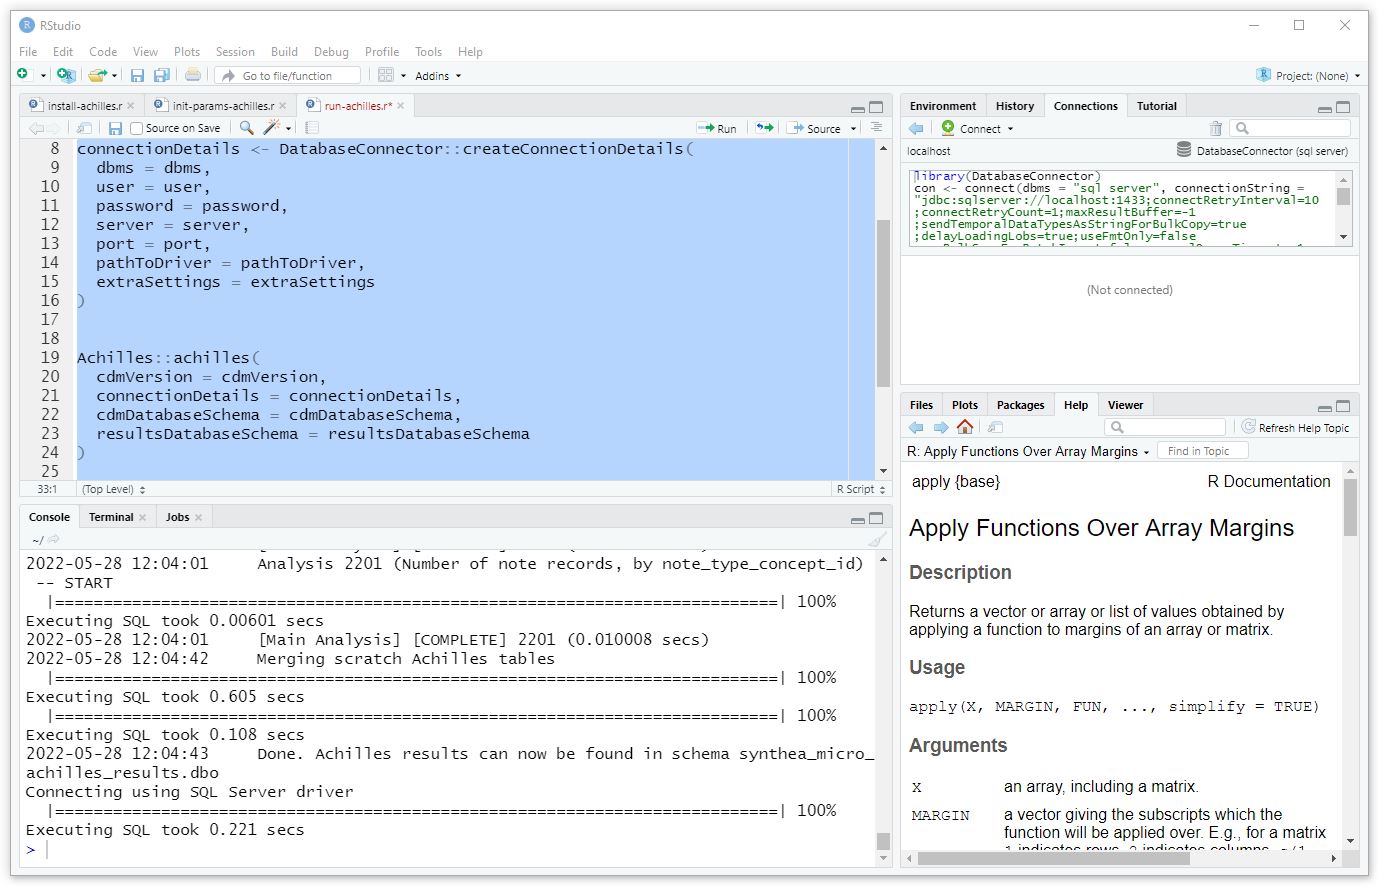 RStudio
File Edit Code View Plots Session Build Debug Profile Tools Help
Go to file/function Addins Project: (None)
install-achilles.r init-params-achilles.r run-achilles.r*
Source on Save Run Source
8 connectionDetails <- DatabaseConnector::createConnectionDetails(
9 dbms = dbms,
10 user = user,
11 password = password,
12 server = server,
13 port = port,
14 pathToDriver = pathToDriver,
15 extraSettings = extraSettings
16 )
17
18
19 Achilles::achilles(
20 cdmVersion = cdmVersion,
21 connectionDetails = connectionDetails,
22 cdmDatabaseSchema = cdmDatabaseSchema,
23 resultsDatabaseSchema = resultsDatabaseSchema
24 )
25
33:1 (Top Level) R Script
Console Terminal Jobs
~/
2022-05-28 12:04:01 Analysis 2201 (Number of note records, by note_type_concept_id)
-- START
|===========================================================================| 100%
Executing SQL took 0.00601 secs
2022-05-28 12:04:01 [Main Analysis] [COMPLETE] 2201 (0.010008 secs)
2022-05-28 12:04:42 Merging scratch Achilles tables
|===========================================================================| 100%
Executing SQL took 0.605 secs
|===========================================================================| 100%
Executing SQL took 0.108 secs
2022-05-28 12:04:43 Done. Achilles results can now be found in schema synthea_micro_
achilles_results.dbo
Connecting using SQL Server driver
|===========================================================================| 100%
Executing SQL took 0.221 secs
>
Environment History Connections Tutorial
Connect
localhost DatabaseConnector (sql server)
library(DatabaseConnector)
con <- connect(dbms = "sql server", connectionString =
"jdbc:sqlserver://localhost:1433;connectRetryInterval=10
;connectRetryCount=1;maxResultBuffer=-1
;sendTemporalDataTypesAsStringForBulkCopy=true
;delayLoadingLobs=true;useFmtOnly=false
(Not connected)
Files Plots Packages Help Viewer
Refresh Help Topic
R: Apply Functions Over Array Margins Find in Topic
apply {base} R Documentation
Apply Functions Over Array Margins
Description
Returns a vector or array or list of values obtained by
applying a function to margins of an array or matrix.
Usage
apply(X, MARGIN, FUN, ..., simplify = TRUE)
Arguments
X an array, including a matrix.
MARGIN a vector giving the subscripts which the
function will be applied over. E.g., for a matrix
1 indicates rows, 2 indicates columns,